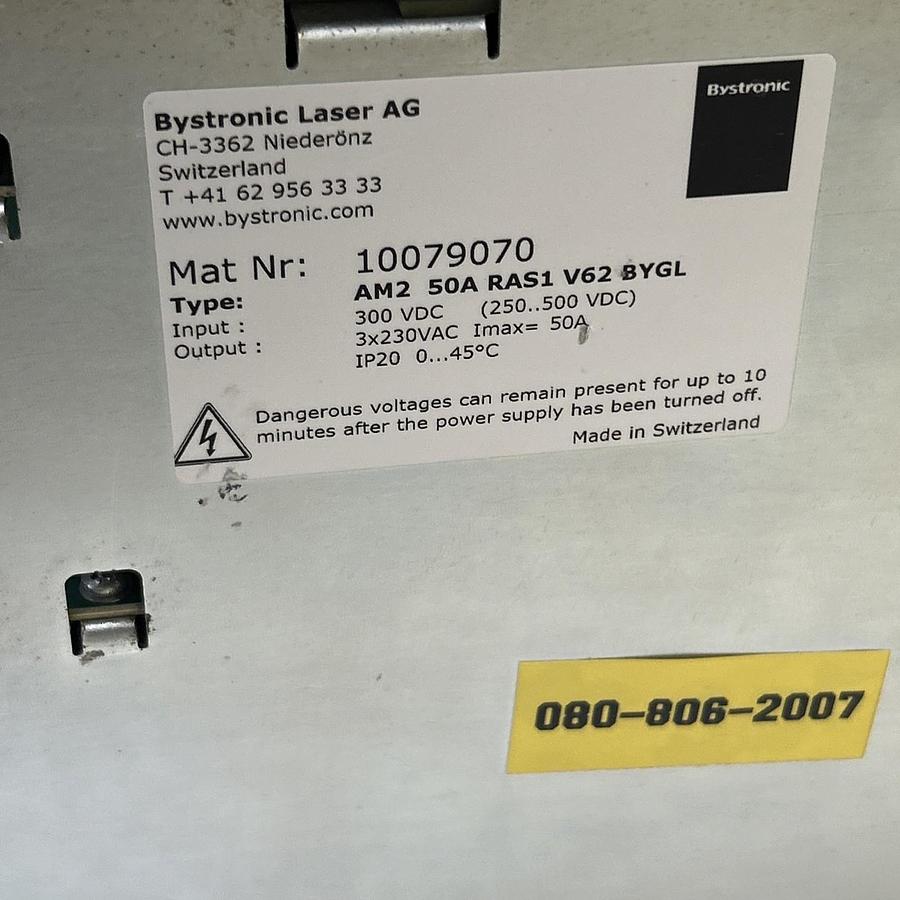 Bystronic Laser AG
CH-3362 Niederönz
Switzerland
T +41 62 956 33 33
www.bystronic.com
Bystronic
Mat Nr: 10079070
Type: AM2 50A RAS1 V62 BYGL
Input : 300 VDC (250..500 VDC)
Output : 3x230VAC Imax= 50A
IP20 0...45°C
Dangerous voltages can remain present for up to 10
minutes after the power supply has been turned off.
Made in Switzerland
080-806-2007